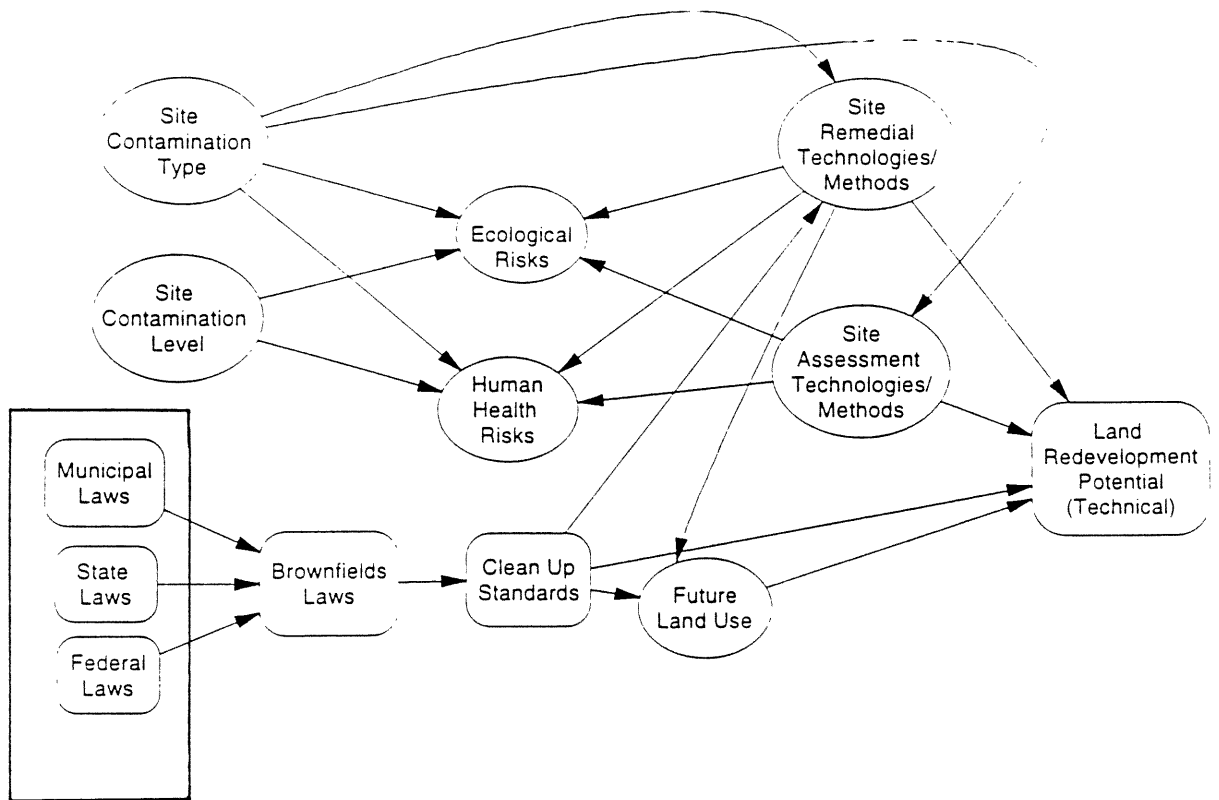 Site
Contamination
Type
Site
Remedial
Technologies/
Methods
Ecological
Risks
Site
Contamination
Level
Site
Assessment
Technologies/
Methods
Human
Health
Risks
Land
Redevelopment
Potential
(Technical)
Municipal
Laws
State
Laws
Federal
Laws
Brownfields
Laws
Clean Up
Standards
Future
Land Use